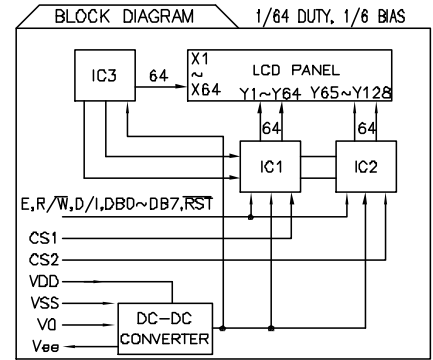 BLOCK DIAGRAM
1/64 DUTY, 1/6 BIAS
IC3
64
X1
~
X64
LCD PANEL
Y1~Y64 Y65~Y128
64
64
IC1
IC2
E,R/W̅,D/I,DB0~DB7,R̅S̅T̅
CS1
CS2
VDD
VSS
V0
Vee
DC-DC
CONVERTER